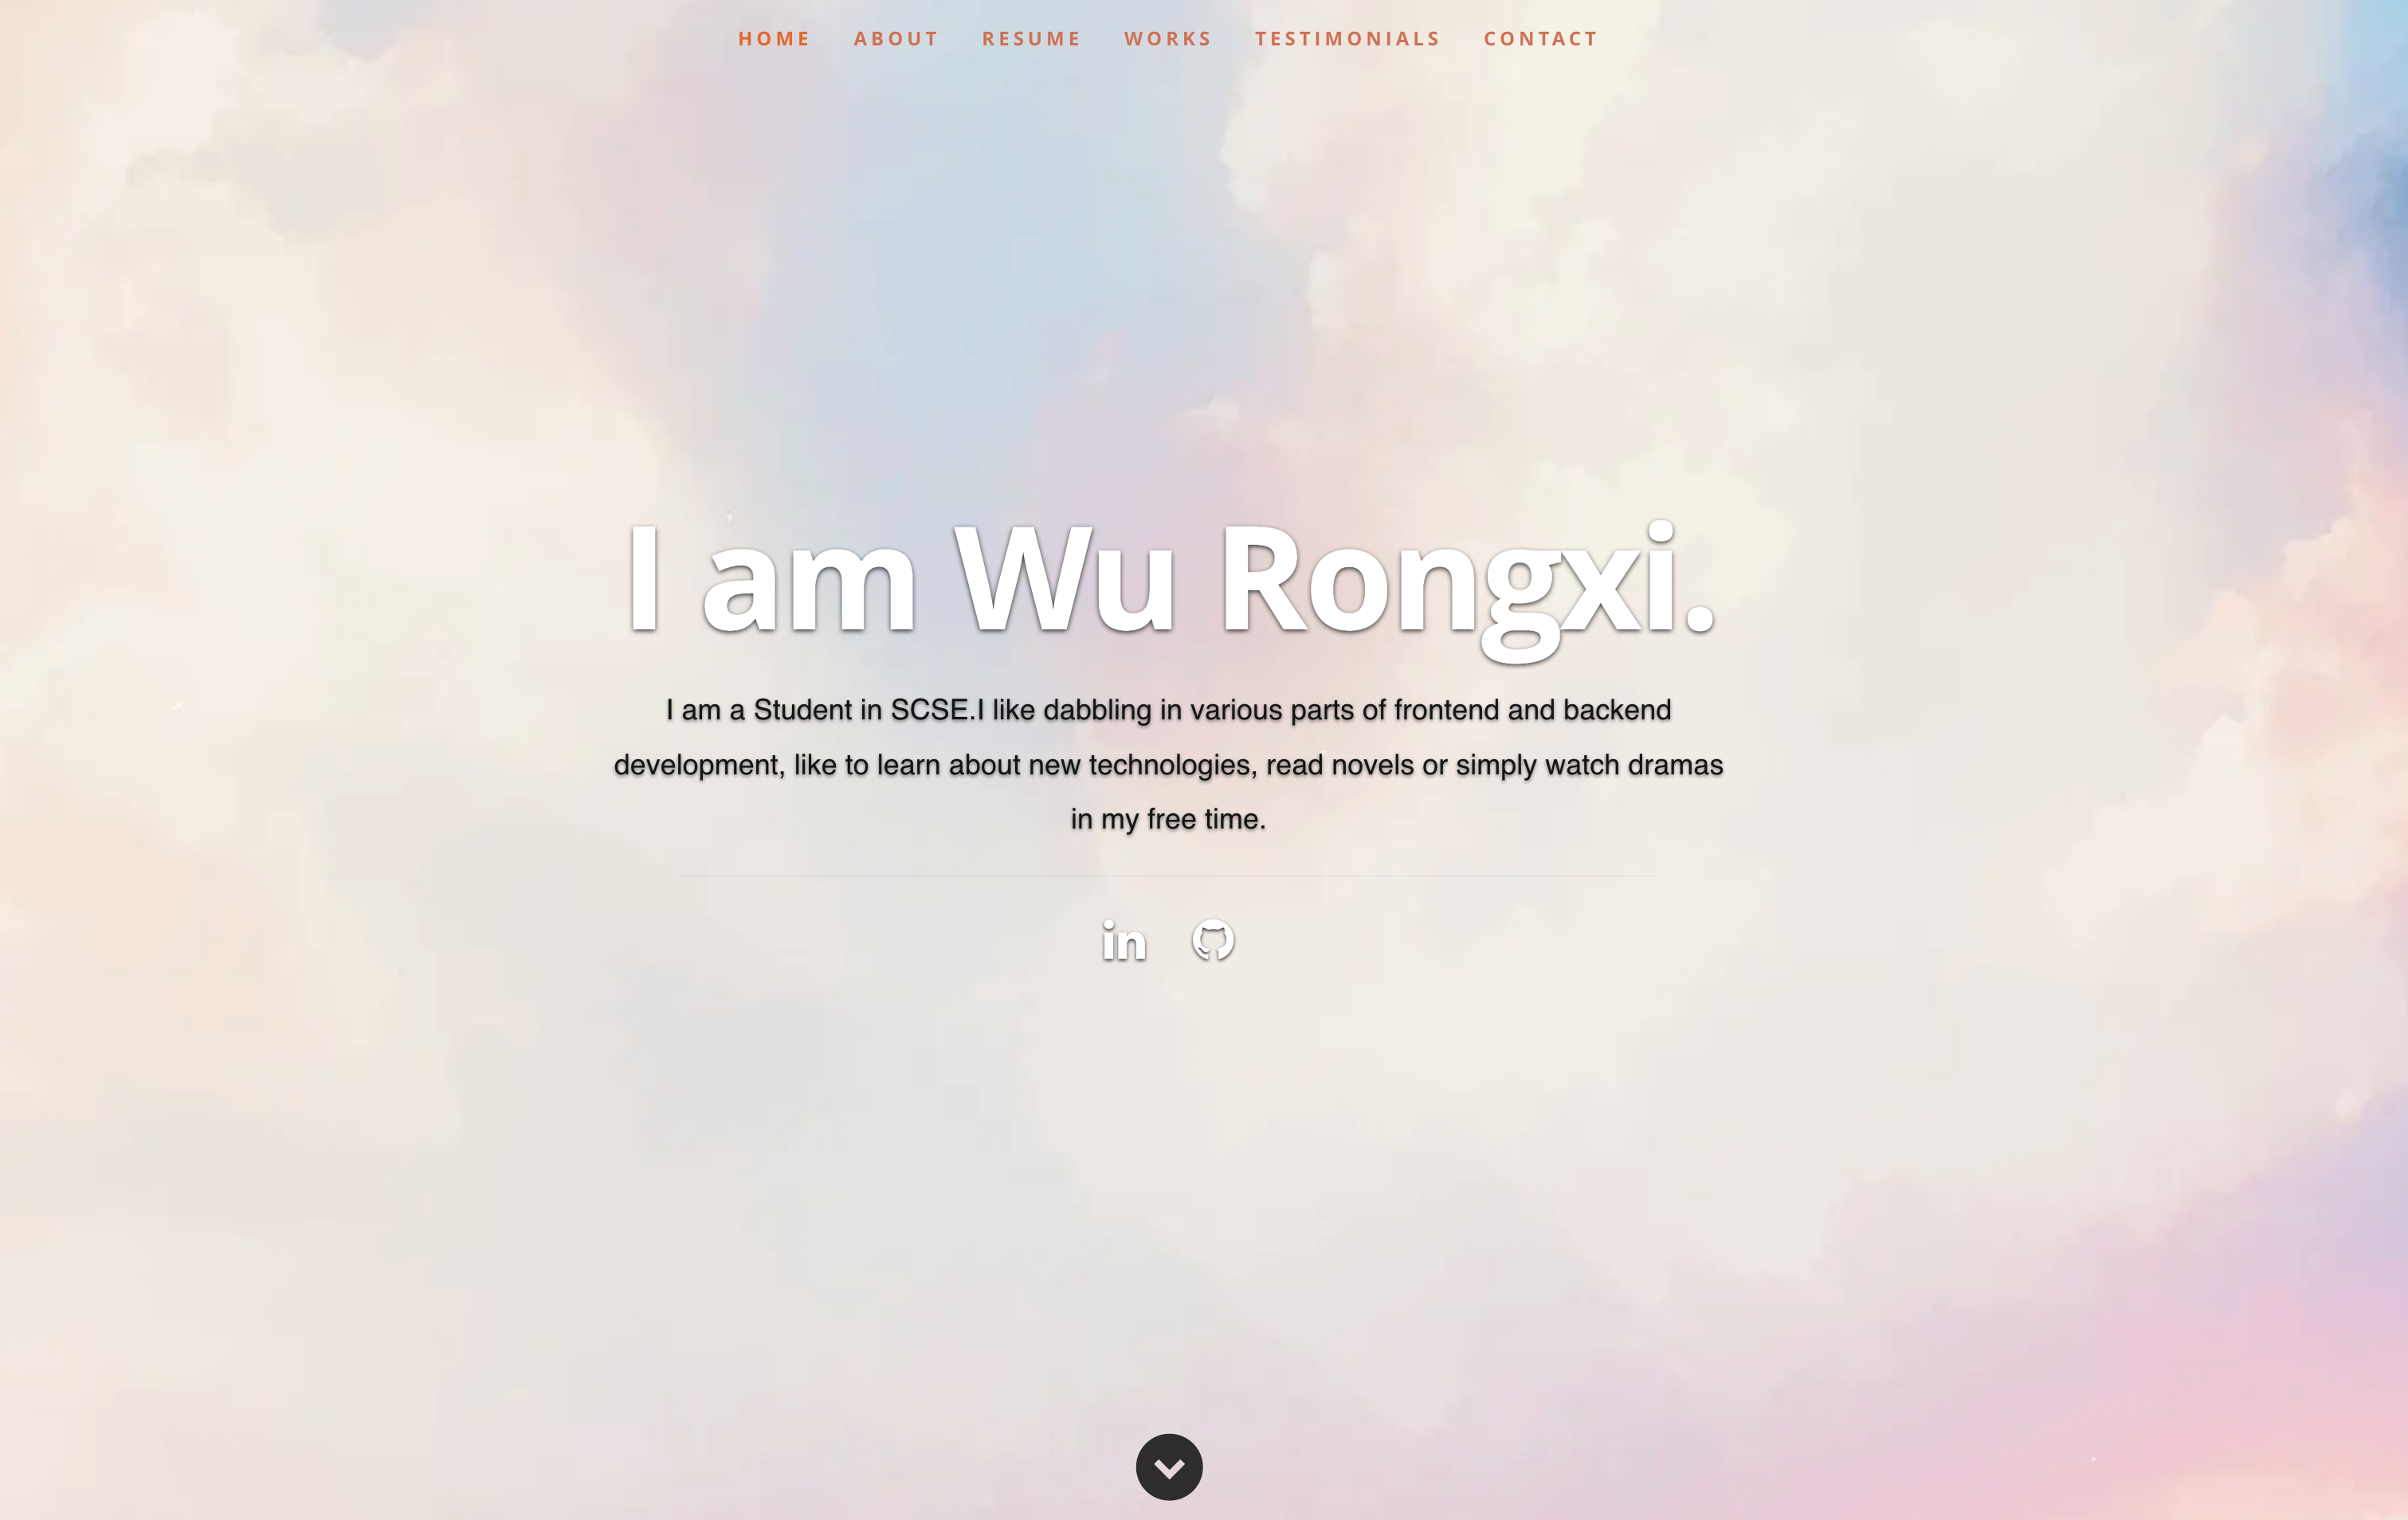 HOME ABOUT RESUME WORKS TESTIMONIALS CONTACT
I am Wu Rongxi.
I am a Student in SCSE.I like dabbling in various parts of frontend and backend
development, like to learn about new technologies, read novels or simply watch dramas
in my free time.
in